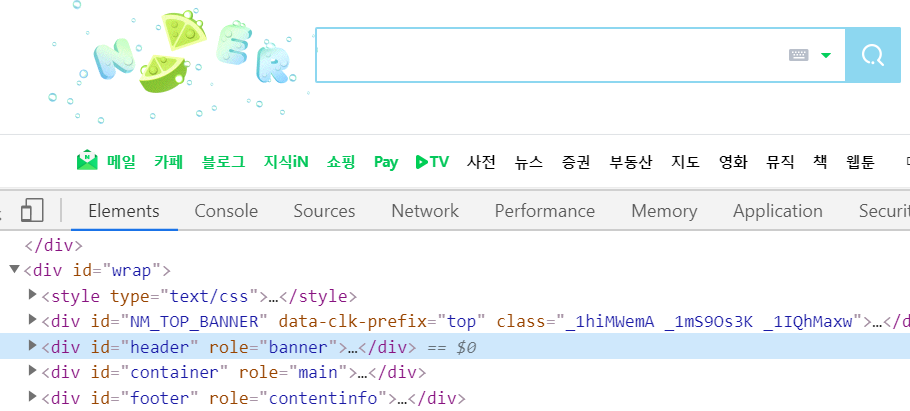 N ER
메일 카페 블로그 지식iN 쇼핑 Pay TV 사전 뉴스 증권 부동산 지도 영화 뮤직 책 웹툰
Elements Console Sources Network Performance Memory Application Securit
</div>
<div id="wrap">
<style type="text/css">…</style>
<div id="NM_TOP_BANNER" data-clk-prefix="top" class="_1hiMWemA _1mS9Os3K _1IQhMaxw">…</d
<div id="header" role="banner">…</div> == $0
<div id="container" role="main">…</div>
<div id="footer" role="contentinfo">…</div>